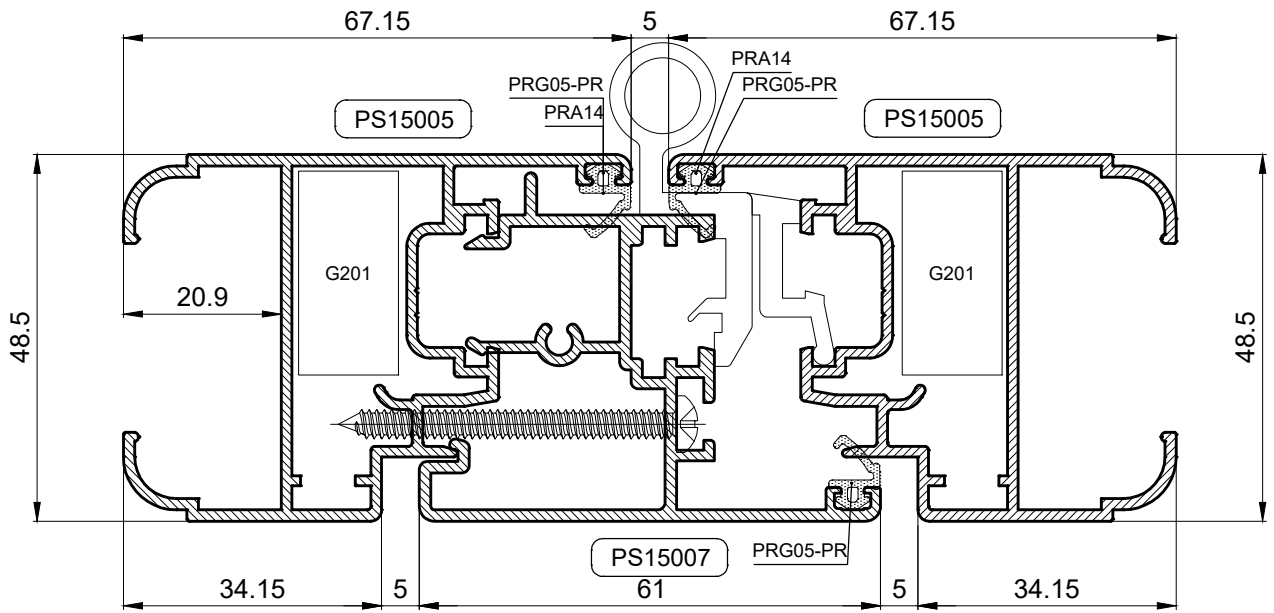 67.15
5
67.15
PRA14
PRG05-PR
PRG05-PR
PRA14
PS15005
PS15005
G201
G201
20.9
48.5
48.5
PRG05-PR
PS15007
34.15
5
61
5
34.15